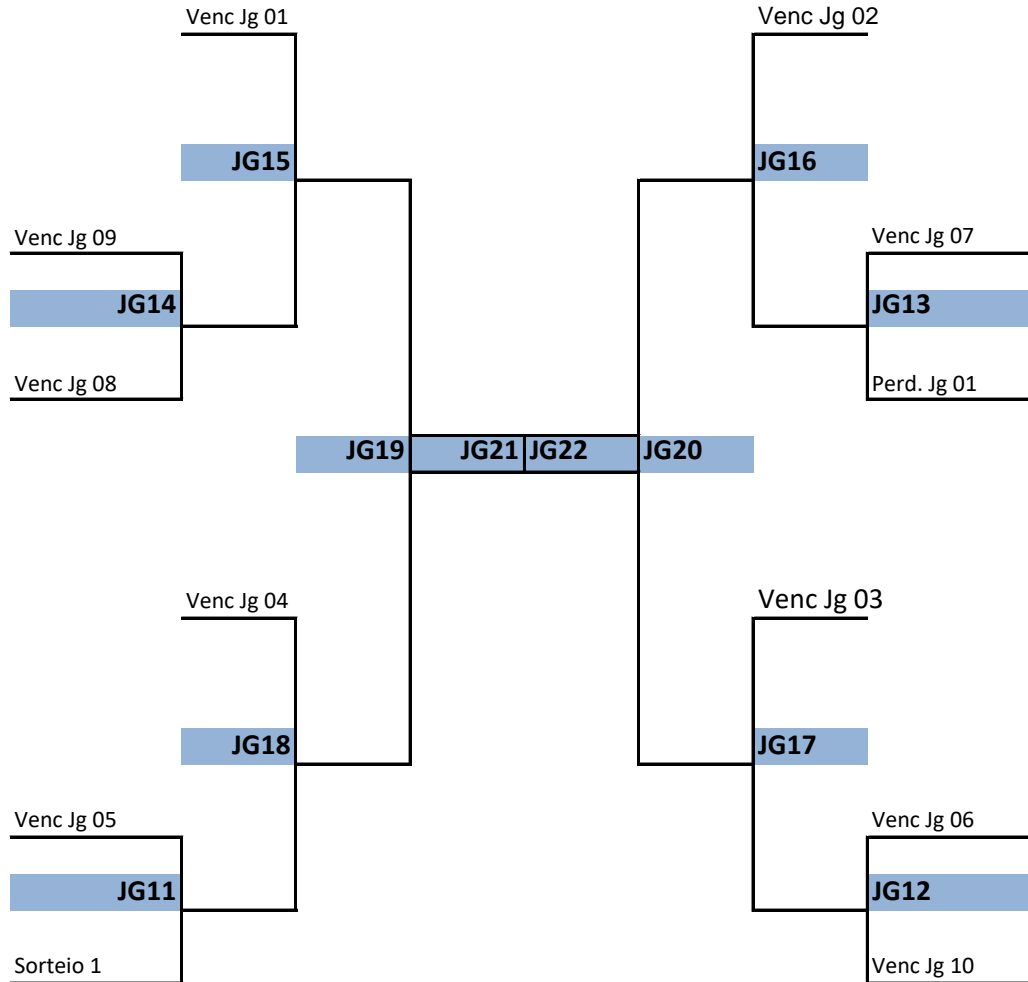 Venc Jg 01
Venc Jg 02
JG15
JG16
Venc Jg 09
Venc Jg 07
JG14
JG13
Venc Jg 08
Perd. Jg 01
JG19
JG21
JG22
JG20
Venc Jg 04
Venc Jg 03
JG18
JG17
Venc Jg 05
Venc Jg 06
JG11
JG12
Sorteio 1
Venc Jg 10